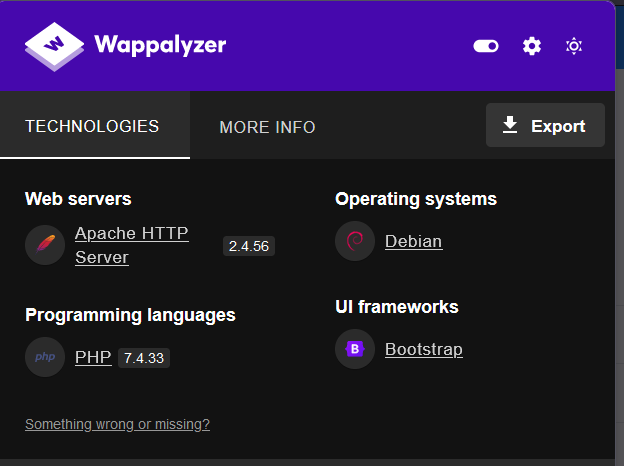 Wappalyzer
TECHNOLOGIES
MORE INFO
Export
Web servers
Apache HTTP
Server
2.4.56
Programming languages
php
PHP
7.4.33
Operating systems
Debian
UI frameworks
B
Bootstrap
Something wrong or missing?